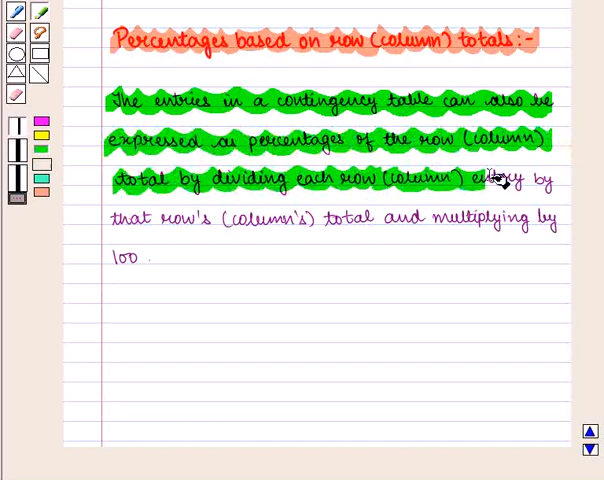 Percentages based on row (column) totals:-
The entries in a contingency table can also be
expressed as percentages of the row (column)
total by dividing each row (column) entry by
that row's (column's) total and multiplying by
100.